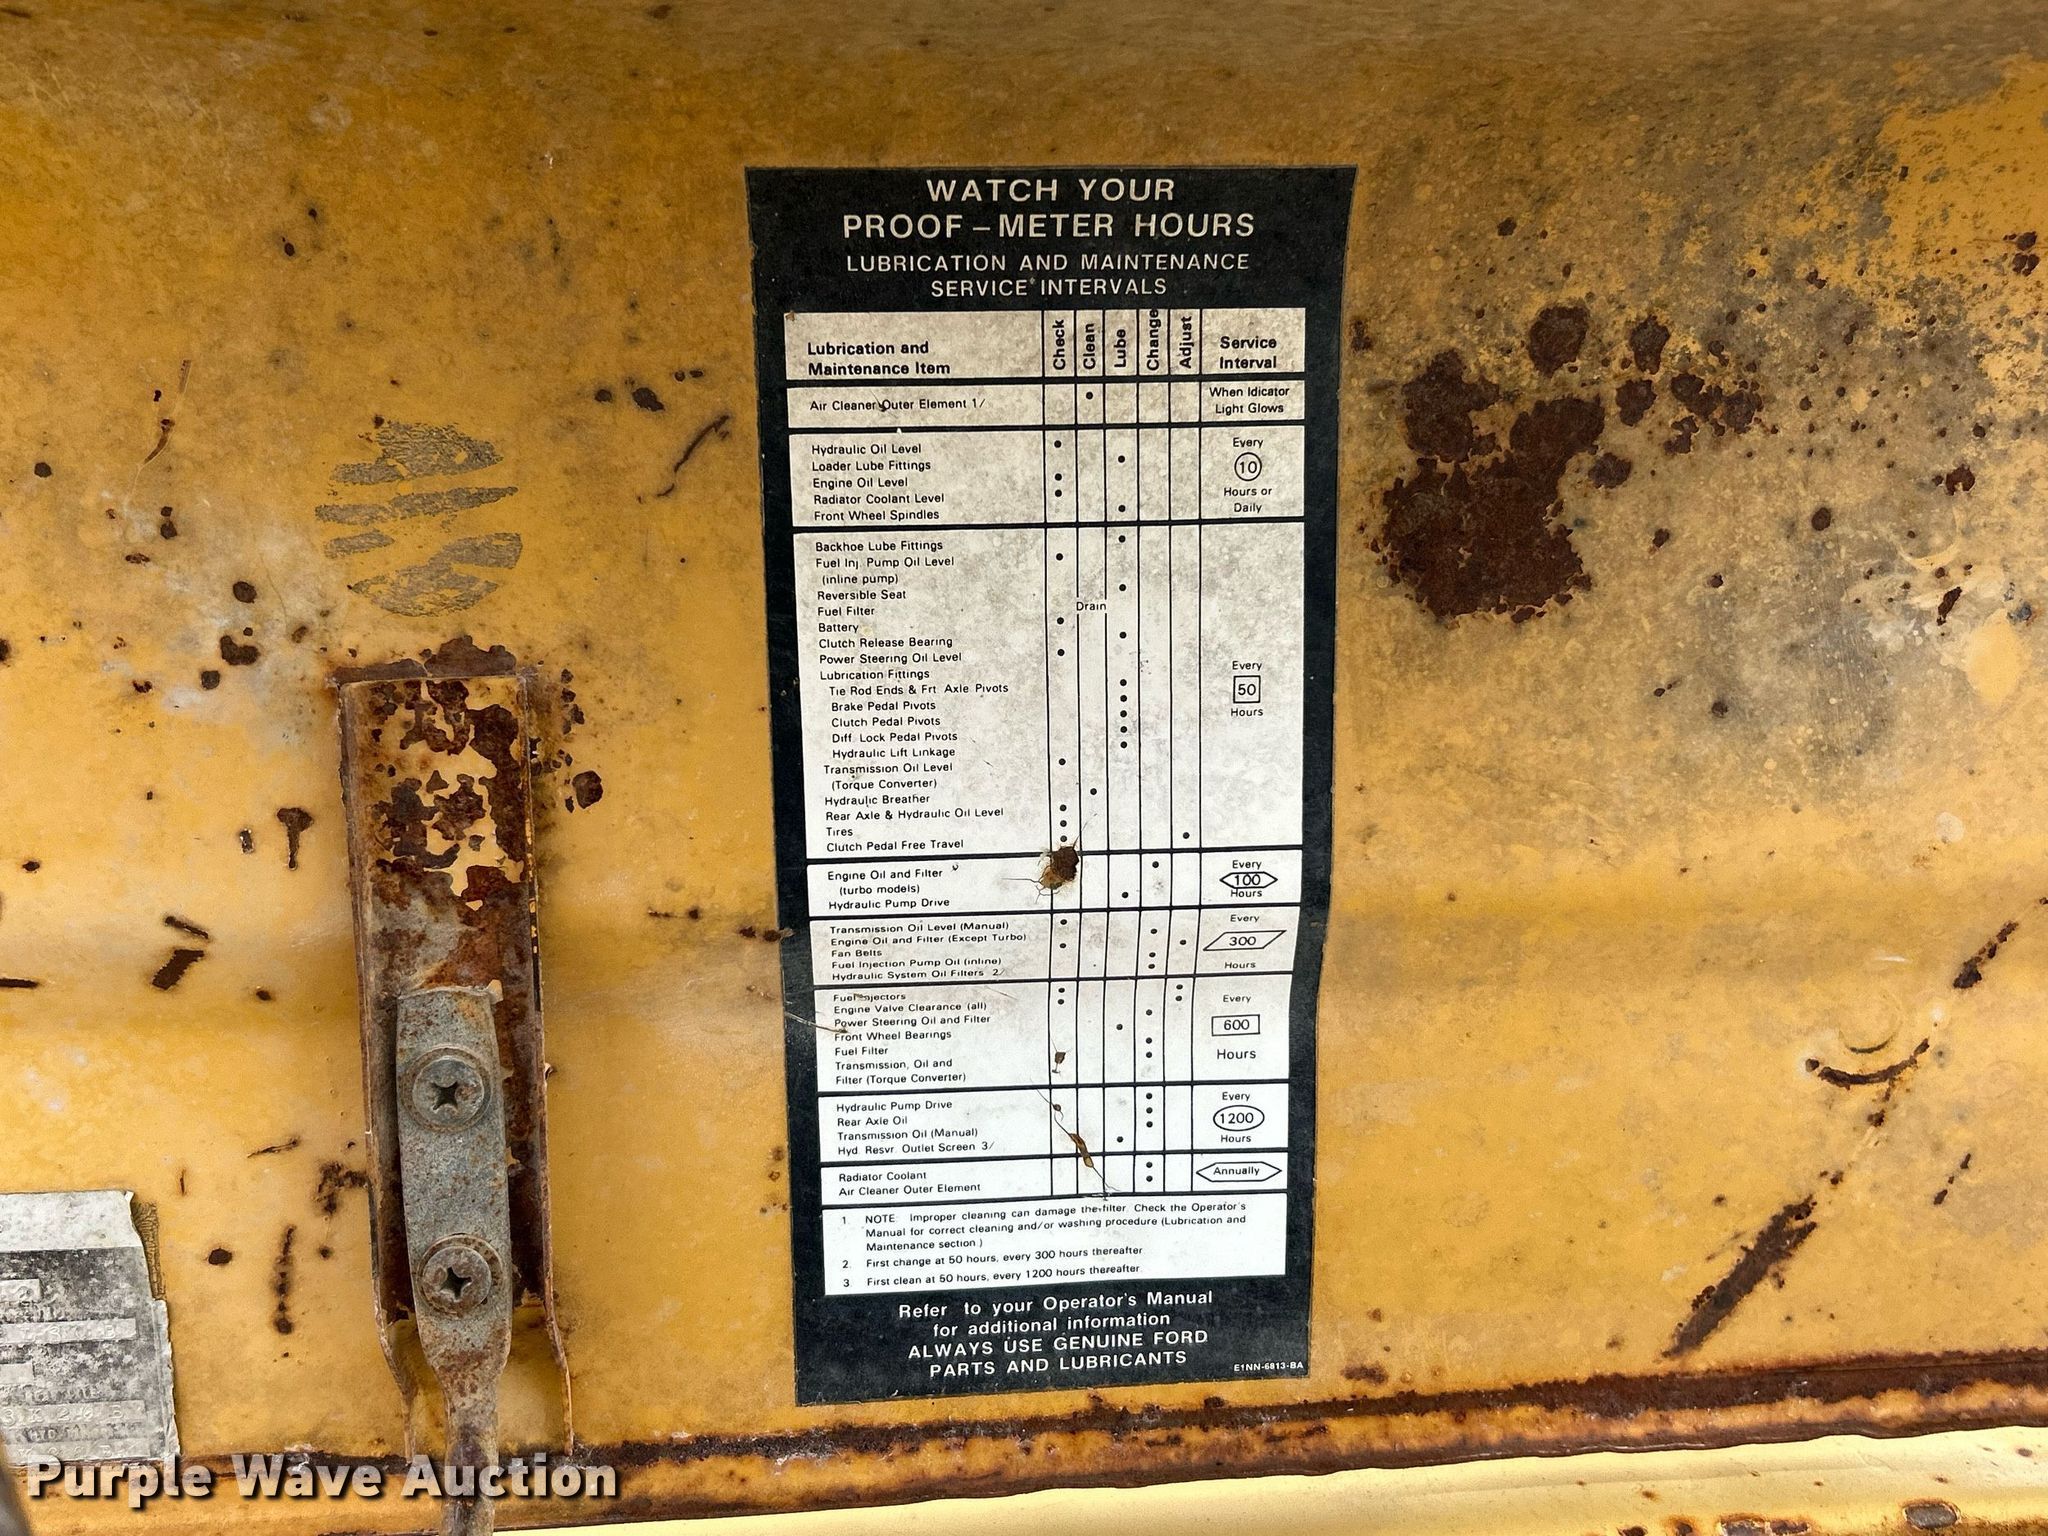 WATCH YOUR
PROOF – METER HOURS
LUBRICATION AND MAINTENANCE
SERVICE INTERVALS
Lubrication and
Maintenance Item
Check
Clean
Lube
Change
Adjust
Service
Interval
Air Cleaner Outer Element 1/
When Idicator
Light Glows
Hydraulic Oil Level
Loader Lube Fittings
Engine Oil Level
Radiator Coolant Level
Front Wheel Spindles
Every
10
Hours or
Daily
Backhoe Lube Fittings
Fuel Inj. Pump Oil Level
(inline pump)
Reversible Seat
Fuel Filter Drain
Battery
Clutch Release Bearing
Power Steering Oil Level
Lubrication Fittings
Tie Rod Ends & Frt. Axle Pivots
Brake Pedal Pivots
Clutch Pedal Pivots
Diff. Lock Pedal Pivots
Hydraulic Lift Linkage
Transmission Oil Level
(Torque Converter)
Hydraulic Breather
Rear Axle & Hydraulic Oil Level
Tires
Clutch Pedal Free Travel
Every
50
Hours
Engine Oil and Filter
(turbo models)
Hydraulic Pump Drive
Every
100
Hours
Transmission Oil Level (Manual)
Engine Oil and Filter (Except Turbo)
Fan Belts
Fuel Injection Pump Oil (inline)
Hydraulic System Oil Filters 2/
Every
300
Hours
Fuel Injectors
Engine Valve Clearance (all)
Power Steering Oil and Filter
Front Wheel Bearings
Fuel Filter
Transmission, Oil and
Filter (Torque Converter)
Every
600
Hours
Hydraulic Pump Drive
Rear Axle Oil
Transmission Oil (Manual)
Hyd. Resvr. Outlet Screen 3/
Every
1200
Hours
Radiator Coolant
Air Cleaner Outer Element
Annually
1. NOTE: Improper cleaning can damage the filter. Check the Operator's
Manual for correct cleaning and/or washing procedure (Lubrication and
Maintenance section.)
2. First change at 50 hours, every 300 hours thereafter.
3. First clean at 50 hours, every 1200 hours thereafter.
Refer to your Operator's Manual
for additional information
ALWAYS USE GENUINE FORD
PARTS AND LUBRICANTS
E1NN-6813-BA
Purple Wave Auction